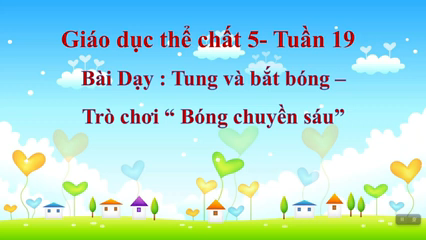 Giáo dục thể chất 5- Tuần 19
Bài Dạy : Tung và bắt bóng –
Trò chơi “ Bóng chuyền sáu”